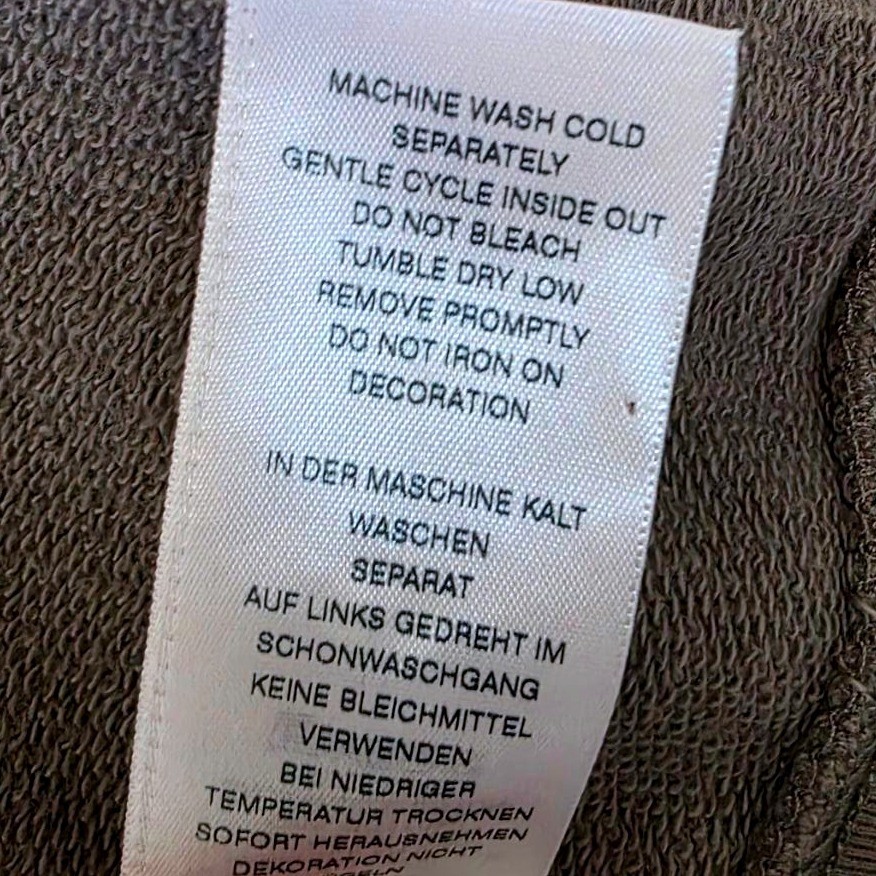 MACHINE WASH COLD
SEPARATELY
GENTLE CYCLE INSIDE OUT
DO NOT BLEACH
TUMBLE DRY LOW
REMOVE PROMPTLY
DO NOT IRON ON
DECORATION
IN DER MASCHINE KALT
WASCHEN
SEPARAT
AUF LINKS GEDREHT IM
SCHONWASCHGANG
KEINE BLEICHMITTEL
VERWENDEN
BEI NIEDRIGER
TEMPERATUR TROCKNEN
SOFORT HERAUSNEHMEN
DEKORATION NICHT